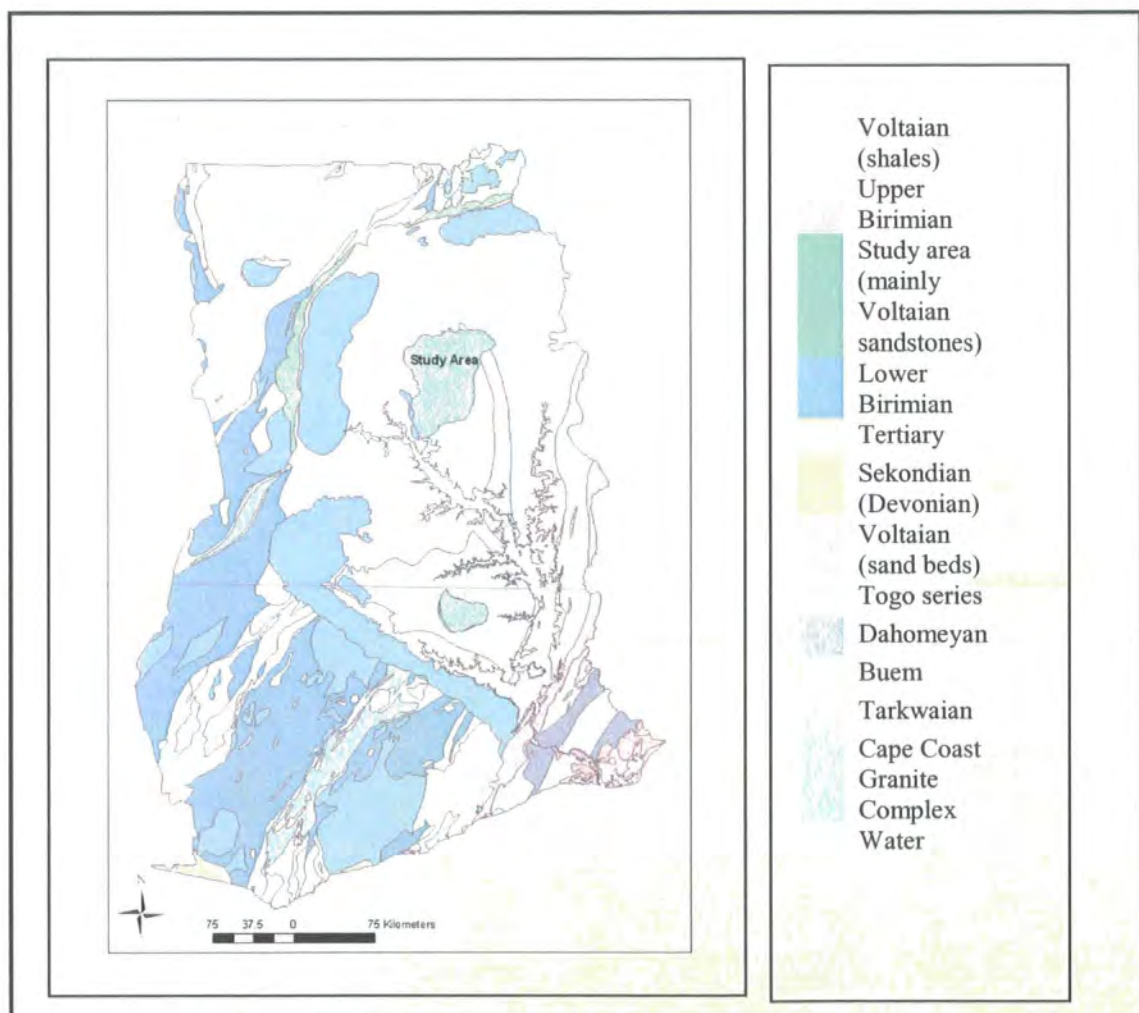 Study Area
N
75 37.5 0 75 Kilometers
Voltaian
(shales)
Upper
Birimian
Study area
(mainly
Voltaian
sandstones)
Lower
Birimian
Tertiary
Sekondian
(Devonian)
Voltaian
(sand beds)
Togo series
Dahomeyan
Buem
Tarkwaian
Cape Coast
Granite
Complex
Water